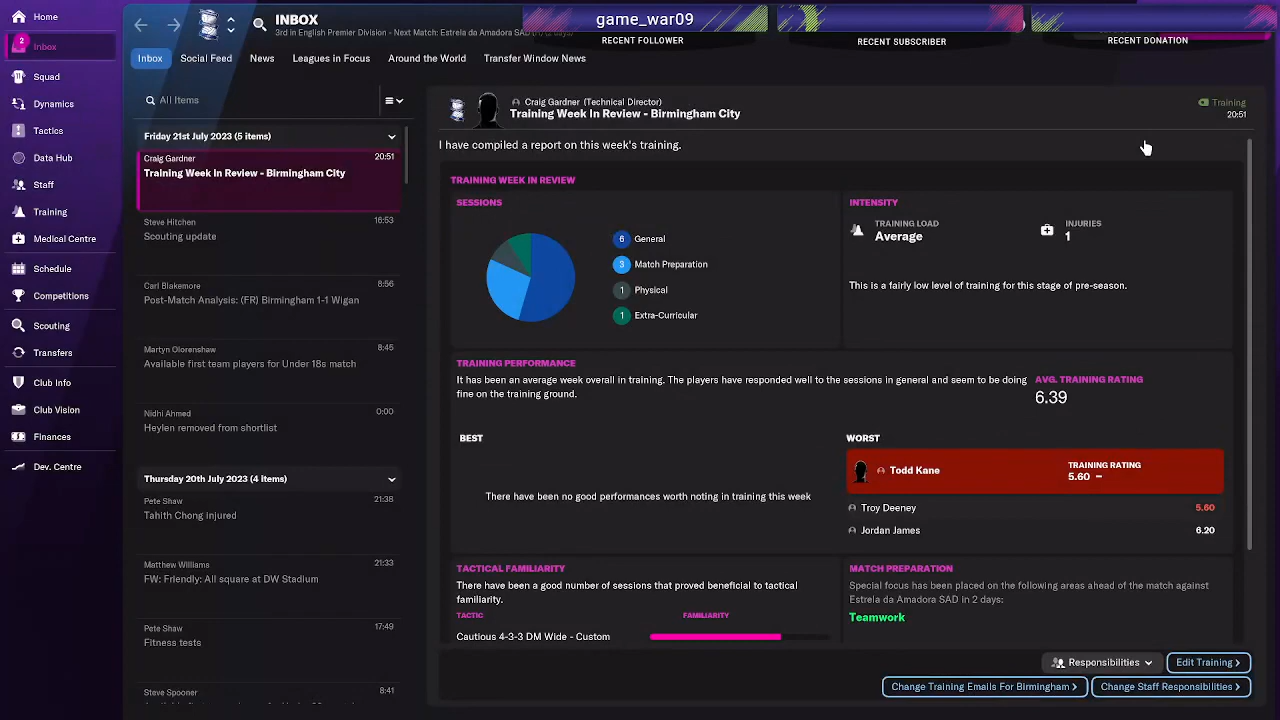 Home
2
Inbox
Squad
Dynamics
Tactics
Data Hub
Staff
Training
Medical Centre
Schedule
Competitions
Scouting
Transfers
Club Info
Club Vision
Finances
Dev. Centre
INBOX
3rd in English Premier Division - Next Match: Estrela da Amadora SAD
game_war09
RECENT FOLLOWER
RECENT SUBSCRIBER
RECENT DONATION
Inbox
Social Feed
News
Leagues in Focus
Around the World
Transfer Window News
All Items
Friday 21st July 2023 (5 items)
Craig Gardner
20:51
Training Week In Review - Birmingham City
Steve Hitchen
16:53
Scouting update
Carl Blakemore
8:56
Post-Match Analysis: (FR) Birmingham 1-1 Wigan
Martyn Olorenshaw
8:45
Available first team players for Under 18s match
Nidhi Ahmed
0:00
Heylen removed from shortlist
Thursday 20th July 2023 (4 items)
Pete Shaw
21:38
Tahith Chong injured
Matthew Williams
21:33
FW: Friendly: All square at DW Stadium
Pete Shaw
17:49
Fitness tests
Steve Spooner
8:41
Craig Gardner (Technical Director)
Training Week In Review - Birmingham City
Training
20:51
I have compiled a report on this week's training.
TRAINING WEEK IN REVIEW
SESSIONS
6 General
3 Match Preparation
1 Physical
1 Extra-Curricular
INTENSITY
TRAINING LOAD
Average
INJURIES
1
This is a fairly low level of training for this stage of pre-season.
TRAINING PERFORMANCE
It has been an average week overall in training. The players have responded well to the sessions in general and seem to be doing
fine on the training ground.
AVG. TRAINING RATING
6.39
BEST
There have been no good performances worth noting in training this week
WORST
Todd Kane
TRAINING RATING
5.60 –
Troy Deeney
5.60
Jordan James
6.20
TACTICAL FAMILIARITY
There have been a good number of sessions that proved beneficial to tactical
familiarity.
TACTIC
FAMILIARITY
Cautious 4-3-3 DM Wide - Custom
MATCH PREPARATION
Special focus has been placed on the following areas ahead of the match against
Estrela da Amadora SAD in 2 days:
Teamwork
Responsibilities
Edit Training >
Change Training Emails For Birmingham >
Change Staff Responsibilities >